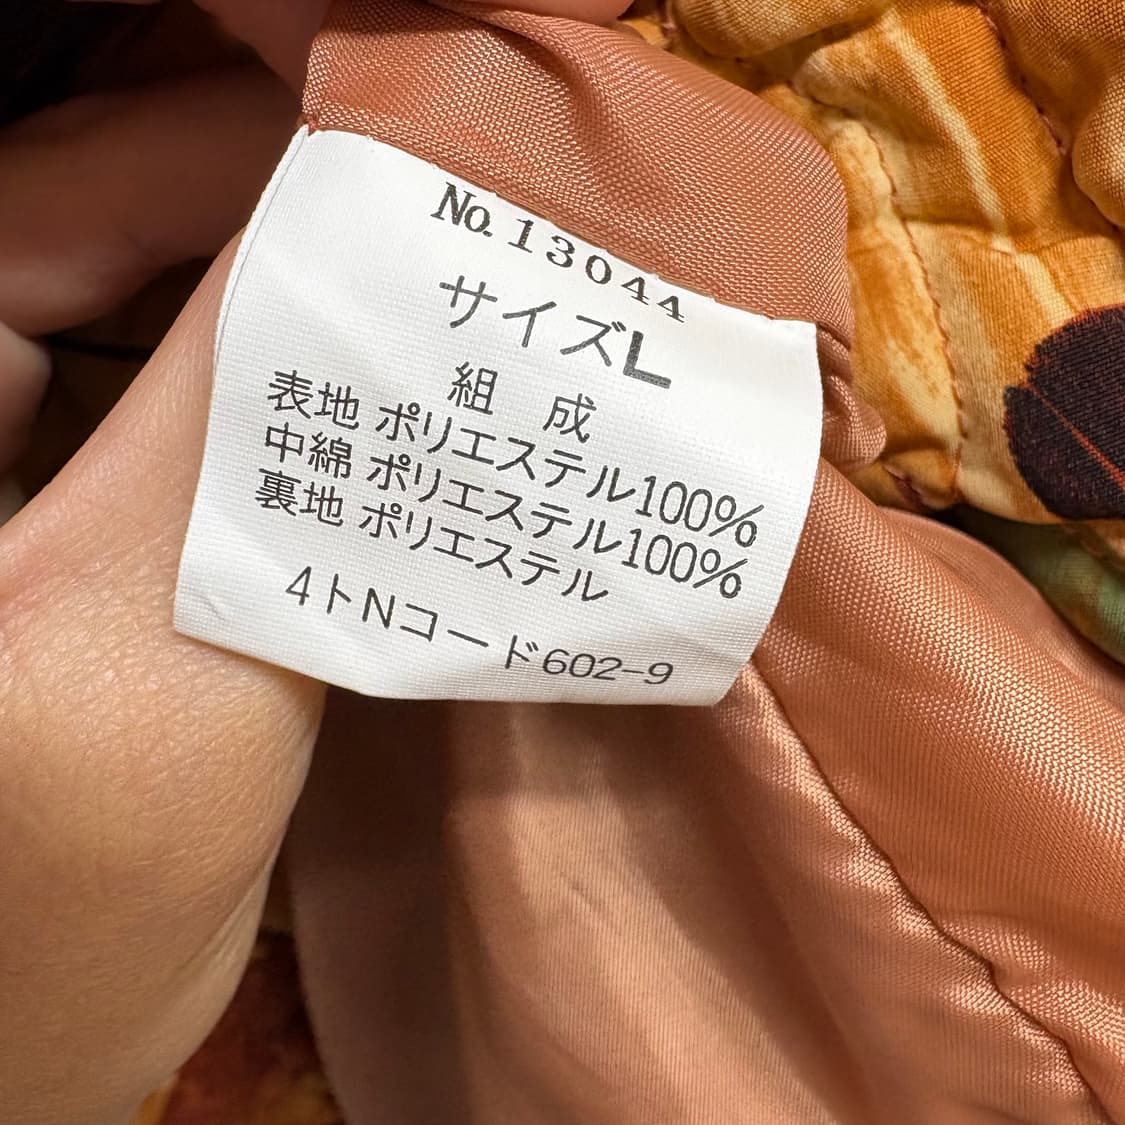 No. 13044
サイズL
組 成
表地 ポリエステル100%
中綿 ポリエステル100%
裏地 ポリエステル
4トNコード602-9